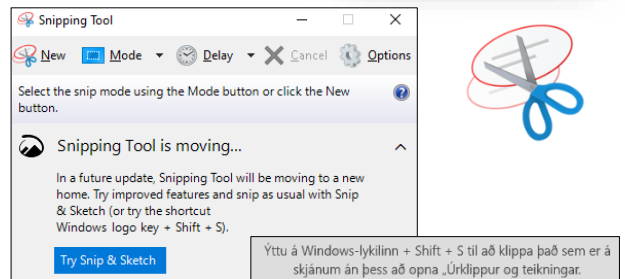 Snipping Tool
New Mode Delay Cancel Options
Select the snip mode using the Mode button or click the New
button.
Snipping Tool is moving...
In a future update, Snipping Tool will be moving to a new
home. Try improved features and snip as usual with Snip
& Sketch (or try the shortcut
Windows logo key + Shift + S).
Try Snip & Sketch
Ýttu á Windows-lykilinn + Shift + S til að klippa það sem er á
skjánum án þess að opna „Úrklippur og teikningar.